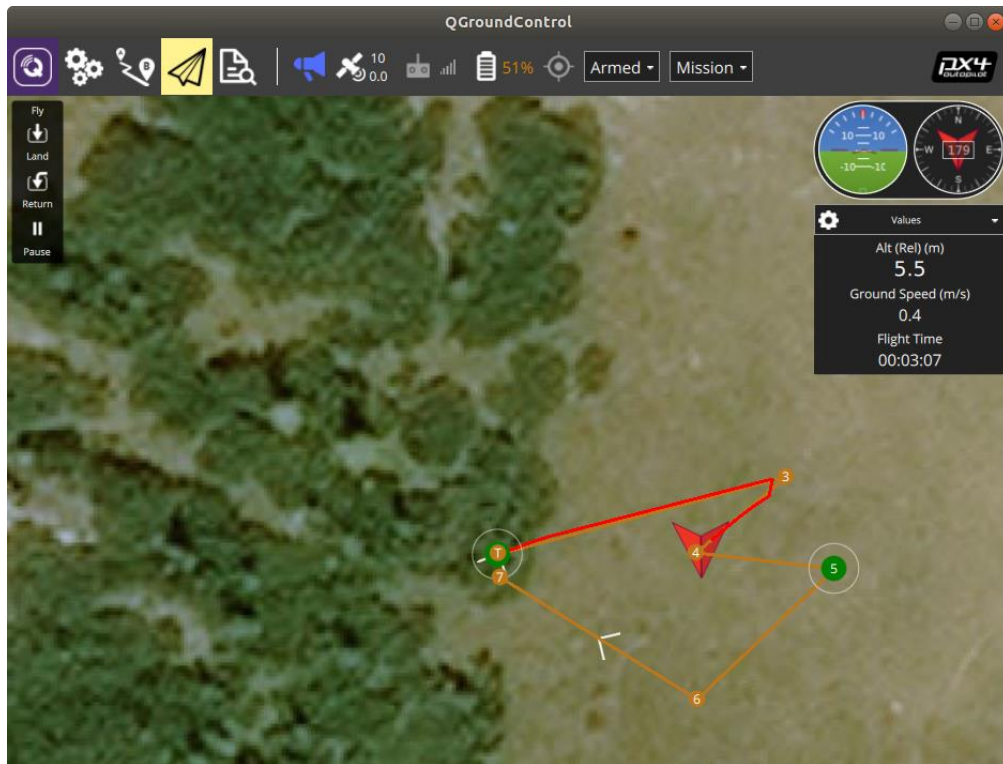 QGroundControl
10
0.0
51%
Armed
Mission
px4
autopilot
Fly
Land
Return
Pause
10 10
-10 -10
N
W 179 E
S
Values
Alt (Rel) (m)
5.5
Ground Speed (m/s)
0.4
Flight Time
00:03:07
3
T
4
5
7
6